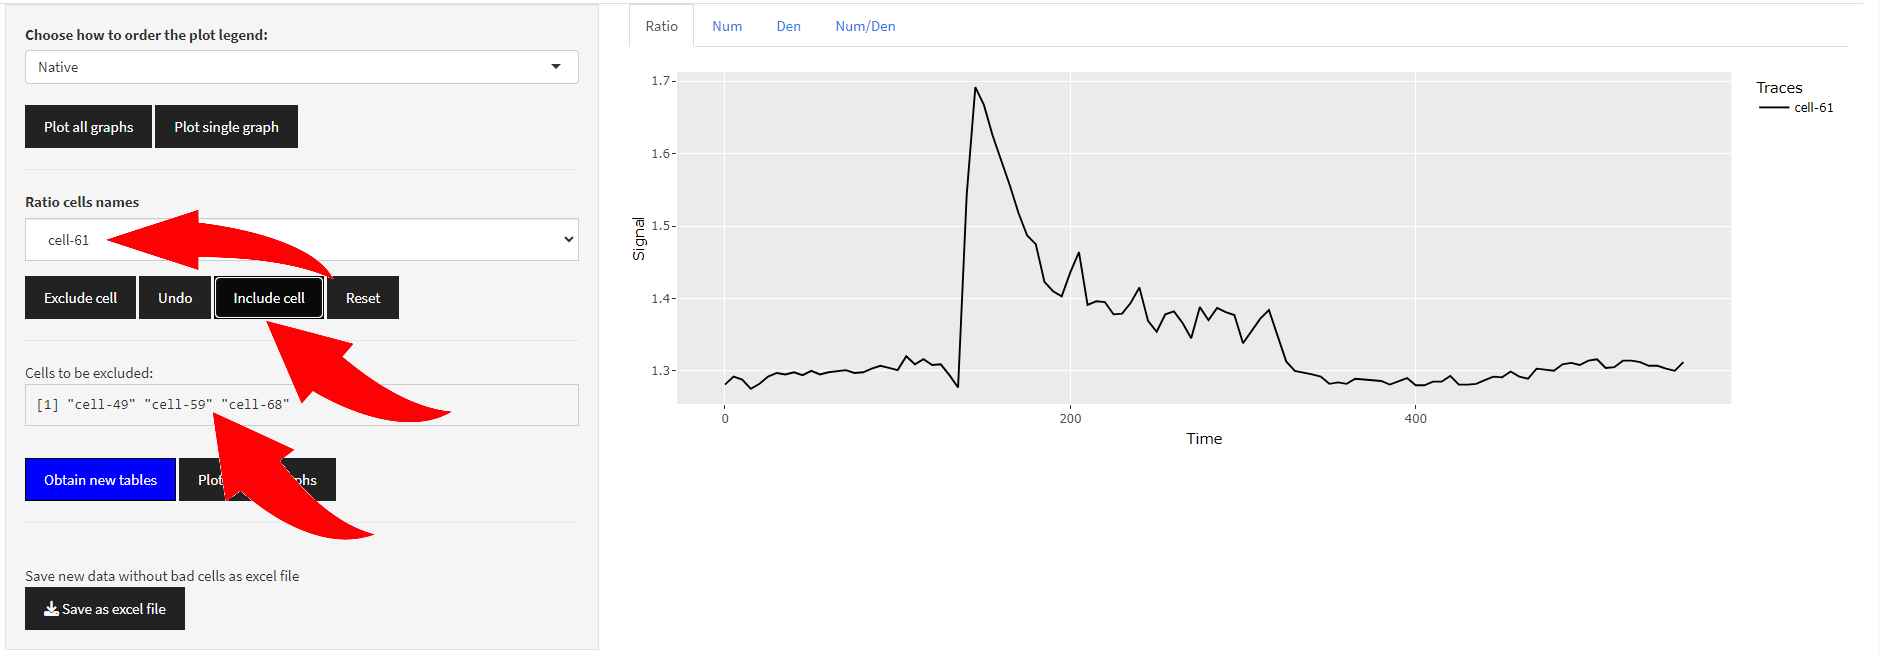 Choose how to order the plot legend:
Native
Plot all graphs
Plot single graph
Ratio cells names
cell-61
Exclude cell
Undo
Include cell
Reset
Cells to be excluded:
[1] "cell-49" "cell-59" "cell-68"
Obtain new tables
Save new data without bad cells as excel file
Save as excel file
Ratio
Num
Den
Num/Den
1.7
1.6
1.5
1.4
1.3
Signal
0
200
400
Time
Traces
cell-61